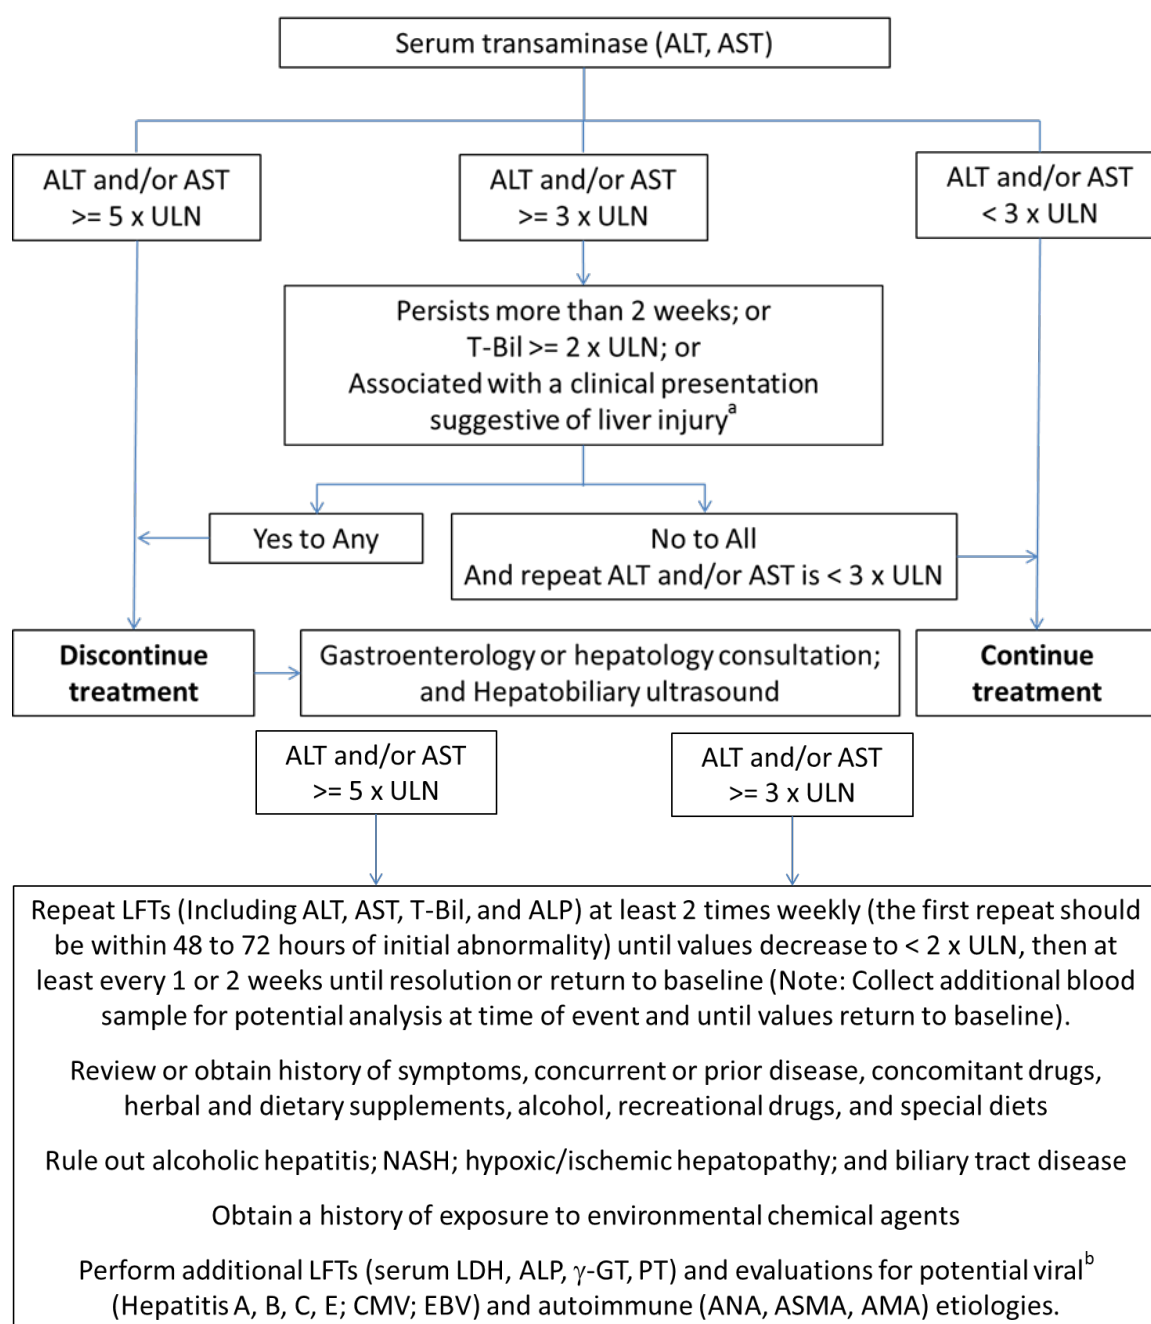 Serum transaminase (ALT, AST)
ALT and/or AST
>= 5 x ULN
ALT and/or AST
>= 3 x ULN
ALT and/or AST
< 3 x ULN
Persists more than 2 weeks; or
T-Bil >= 2 x ULN; or
Associated with a clinical presentation
suggestive of liver injuryª
Yes to Any
No to All
And repeat ALT and/or AST is < 3 x ULN
Discontinue
treatment
Gastroenterology or hepatology consultation;
and Hepatobiliary ultrasound
Continue
treatment
ALT and/or AST
>= 5 x ULN
ALT and/or AST
>= 3 x ULN
Repeat LFTs (Including ALT, AST, T-Bil, and ALP) at least 2 times weekly (the first repeat should
be within 48 to 72 hours of initial abnormality) until values decrease to < 2 x ULN, then at
least every 1 or 2 weeks until resolution or return to baseline (Note: Collect additional blood
sample for potential analysis at time of event and until values return to baseline).
Review or obtain history of symptoms, concurrent or prior disease, concomitant drugs,
herbal and dietary supplements, alcohol, recreational drugs, and special diets
Rule out alcoholic hepatitis; NASH; hypoxic/ischemic hepatopathy; and biliary tract disease
Obtain a history of exposure to environmental chemical agents
Perform additional LFTs (serum LDH, ALP, γ-GT, PT) and evaluations for potential viralᵇ
(Hepatitis A, B, C, E; CMV; EBV) and autoimmune (ANA, ASMA, AMA) etiologies.